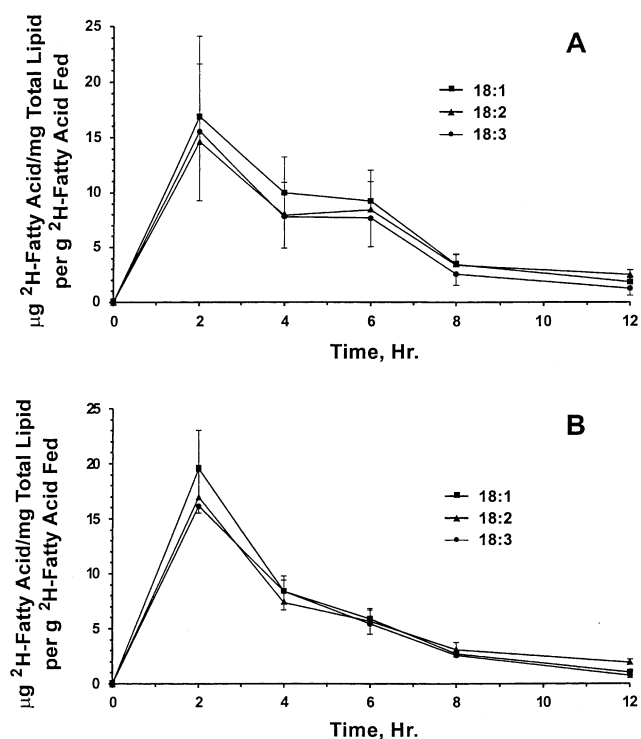 A
μg ²H-Fatty Acid/mg Total Lipid
per g ²H-Fatty Acid Fed
25
20
15
10
5
0
18:1
18:2
18:3
0 2 4 6 8 10 12
Time, Hr.
B
μg ²H-Fatty Acid/mg Total Lipid
per g ²H-Fatty Acid Fed
25
20
15
10
5
0
18:1
18:2
18:3
0 2 4 6 8 10 12
Time, Hr.